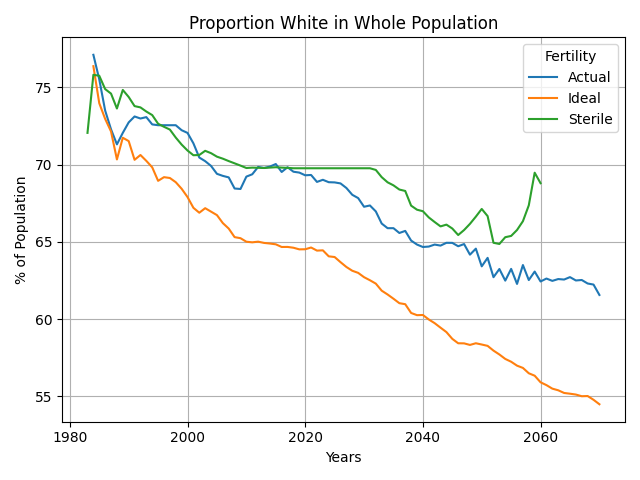 Proportion White in Whole Population
Fertility
Actual
Ideal
Sterile
% of Population
75
70
65
60
55
1980
2000
2020
2040
2060
Years